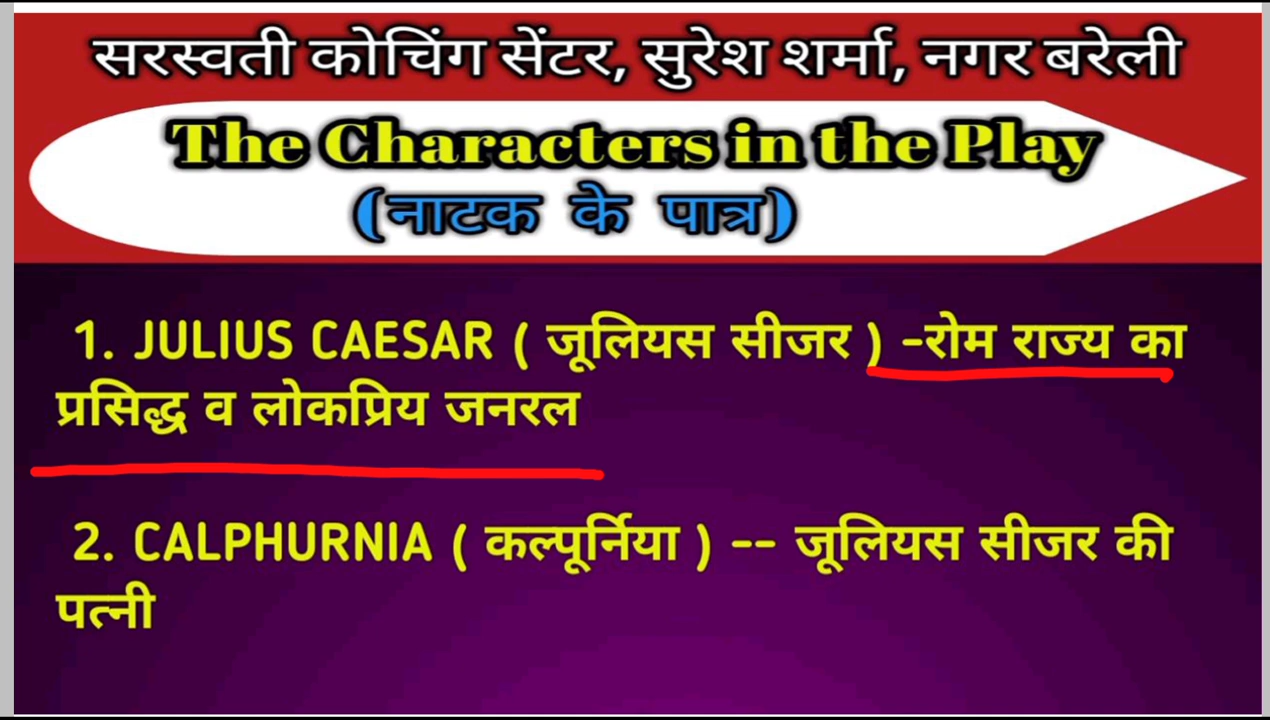 सरस्वती कोचिंग सेंटर, सुरेश शर्मा, नगर बरेली
The Characters in the Play
(नाटक के पात्र)
1. JULIUS CAESAR ( जूलियस सीजर ) -रोम राज्य का
प्रसिद्ध व लोकप्रिय जनरल
2. CALPHURNIA ( कल्पूर्निया ) -- जूलियस सीजर की
पत्नी